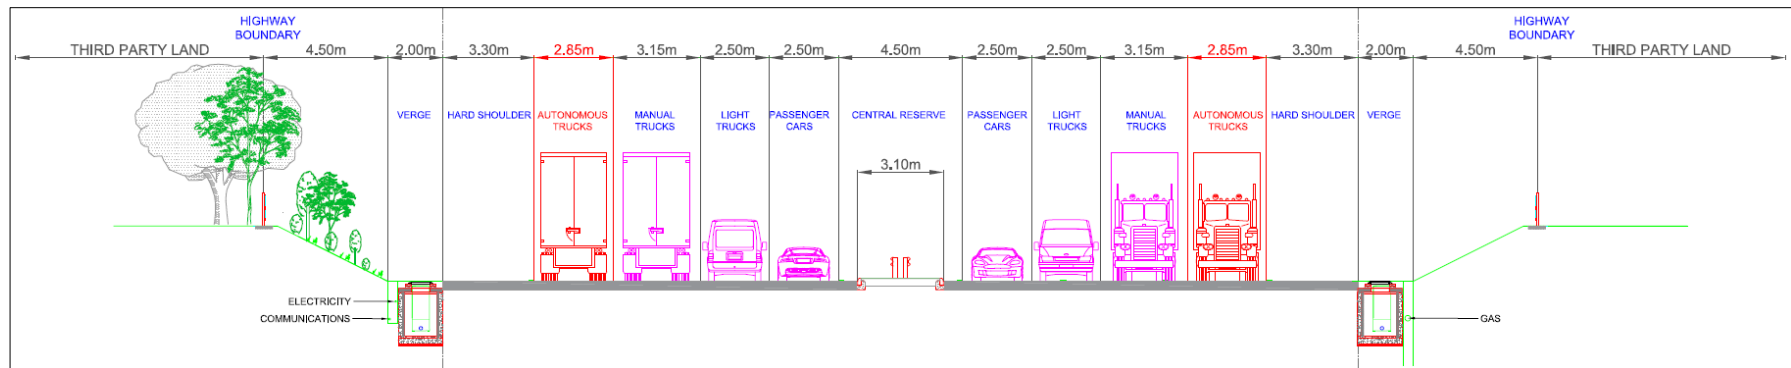 HIGHWAY BOUNDARY HIGHWAY BOUNDARY
THIRD PARTY LAND 4.50m 2.00m 3.30m 2.85m 3.15m 2.50m 2.50m 4.50m 2.50m 2.50m 3.15m 2.85m 3.30m 2.00m 4.50m THIRD PARTY LAND
VERGE HARD SHOULDER AUTONOMOUS TRUCKS MANUAL TRUCKS LIGHT TRUCKS PASSENGER CARS CENTRAL RESERVE PASSENGER CARS LIGHT TRUCKS MANUAL TRUCKS AUTONOMOUS TRUCKS HARD SHOULDER VERGE
3.10m
ELECTRICITY
COMMUNICATIONS GAS